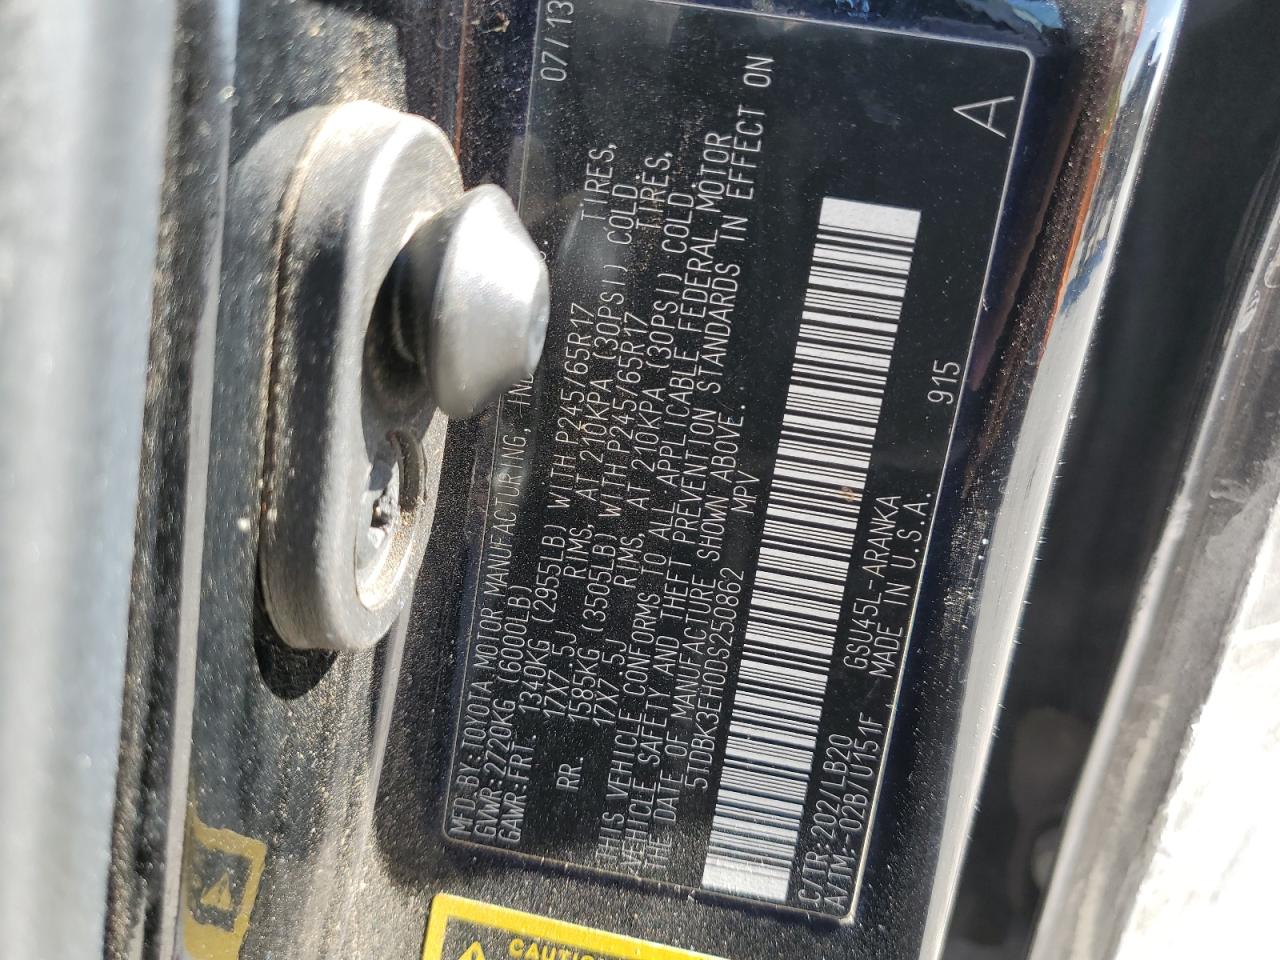 MFD. BY: TOYOTA MOTOR MANUFACTURING, 07/13
GVWR: 2720KG (6000LB)
GAWR: FRT. 1340KG (2955LB) WITH P245/65R17 TIRES,
17X7.5J RIMS, AT 210KPA (30PSI) COLD
RR. 1585KG (3505LB) WITH P245/65R17 TIRES,
17X7.5J RIMS, AT 210KPA (30PSI) COLD
THIS VEHICLE CONFORMS TO ALL APPLICABLE FEDERAL MOTOR
VEHICLE SAFETY AND THEFT PREVENTION STANDARDS IN EFFECT ON
THE DATE OF MANUFACTURE SHOWN ABOVE.
5TDBK3EH0DS250862 MPV
C/TR: 202/LB20 GSU45L-ARANKA 915 A
A/TM: -02B/U151F MADE IN U.S.A.
CAUTION